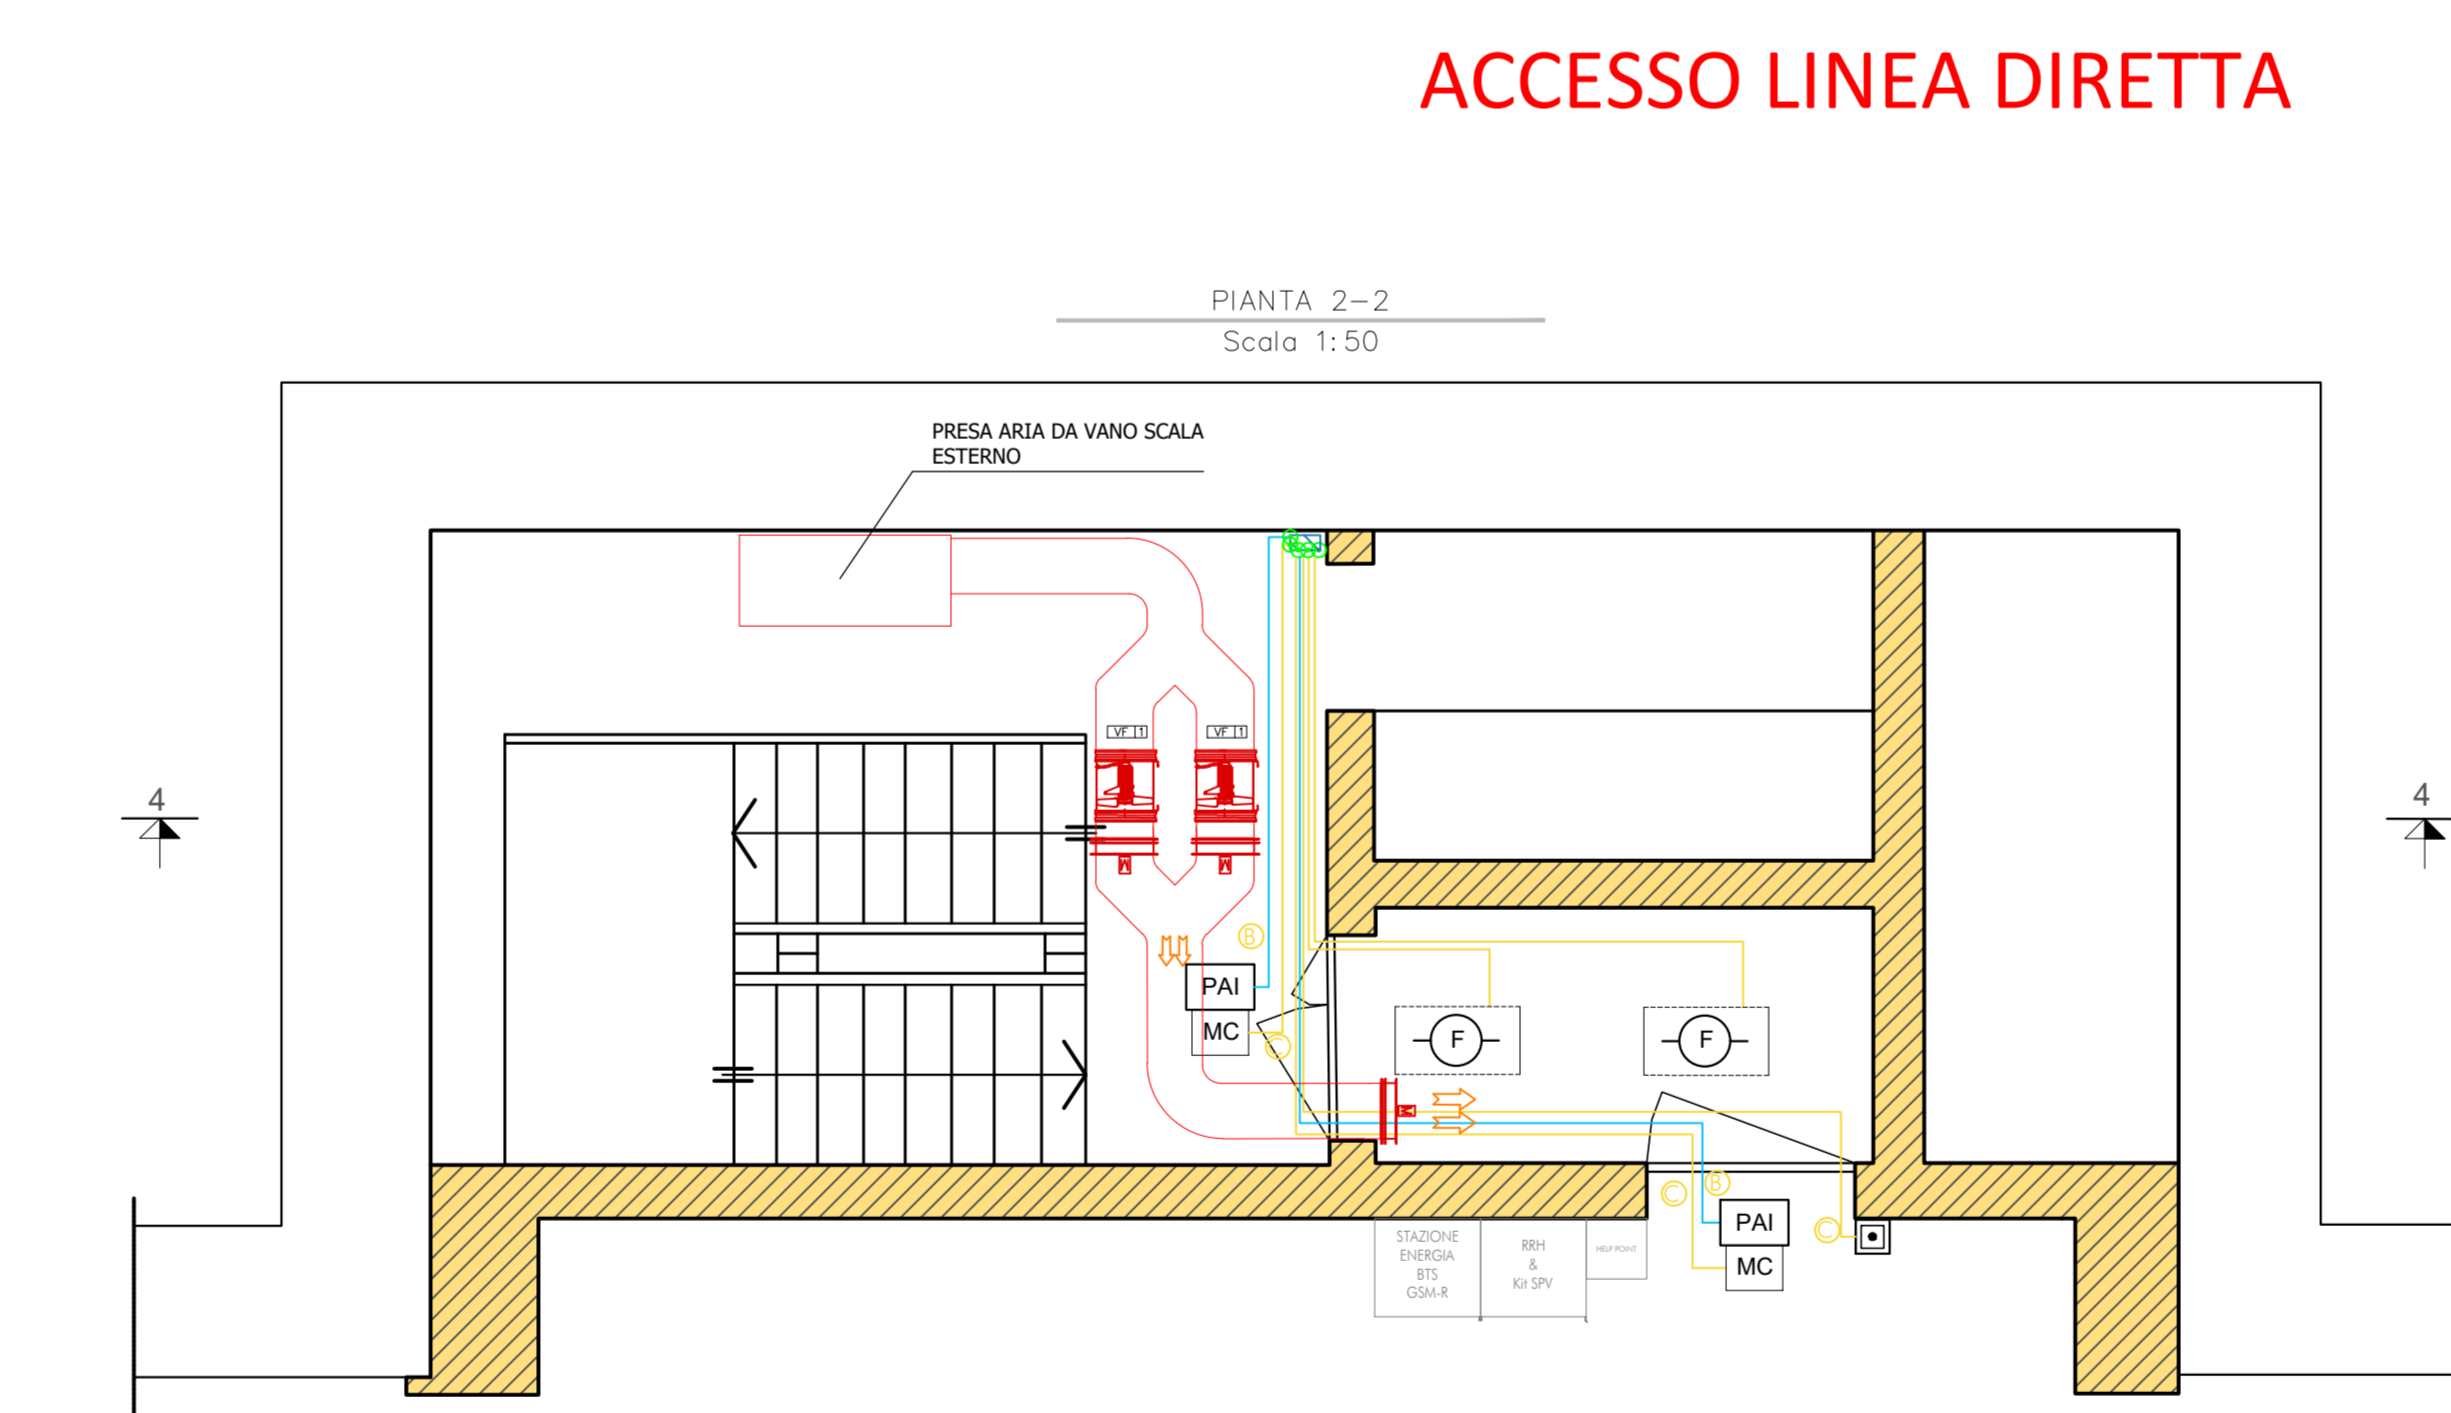 ACCESSO LINEA DIRETTA
PIANTA 2-2
Scala 1:50
PRESA ARIA DA VANO SCALA
ESTERNO
VF 1
VF 1
4
4
M
M
B
PAI
MC
C
F
F
M
C
B
PAI
MC
C
STAZIONE
ENERGIA
BTS
GSM-R
RRH
&
Kit SPV
HELP POINT